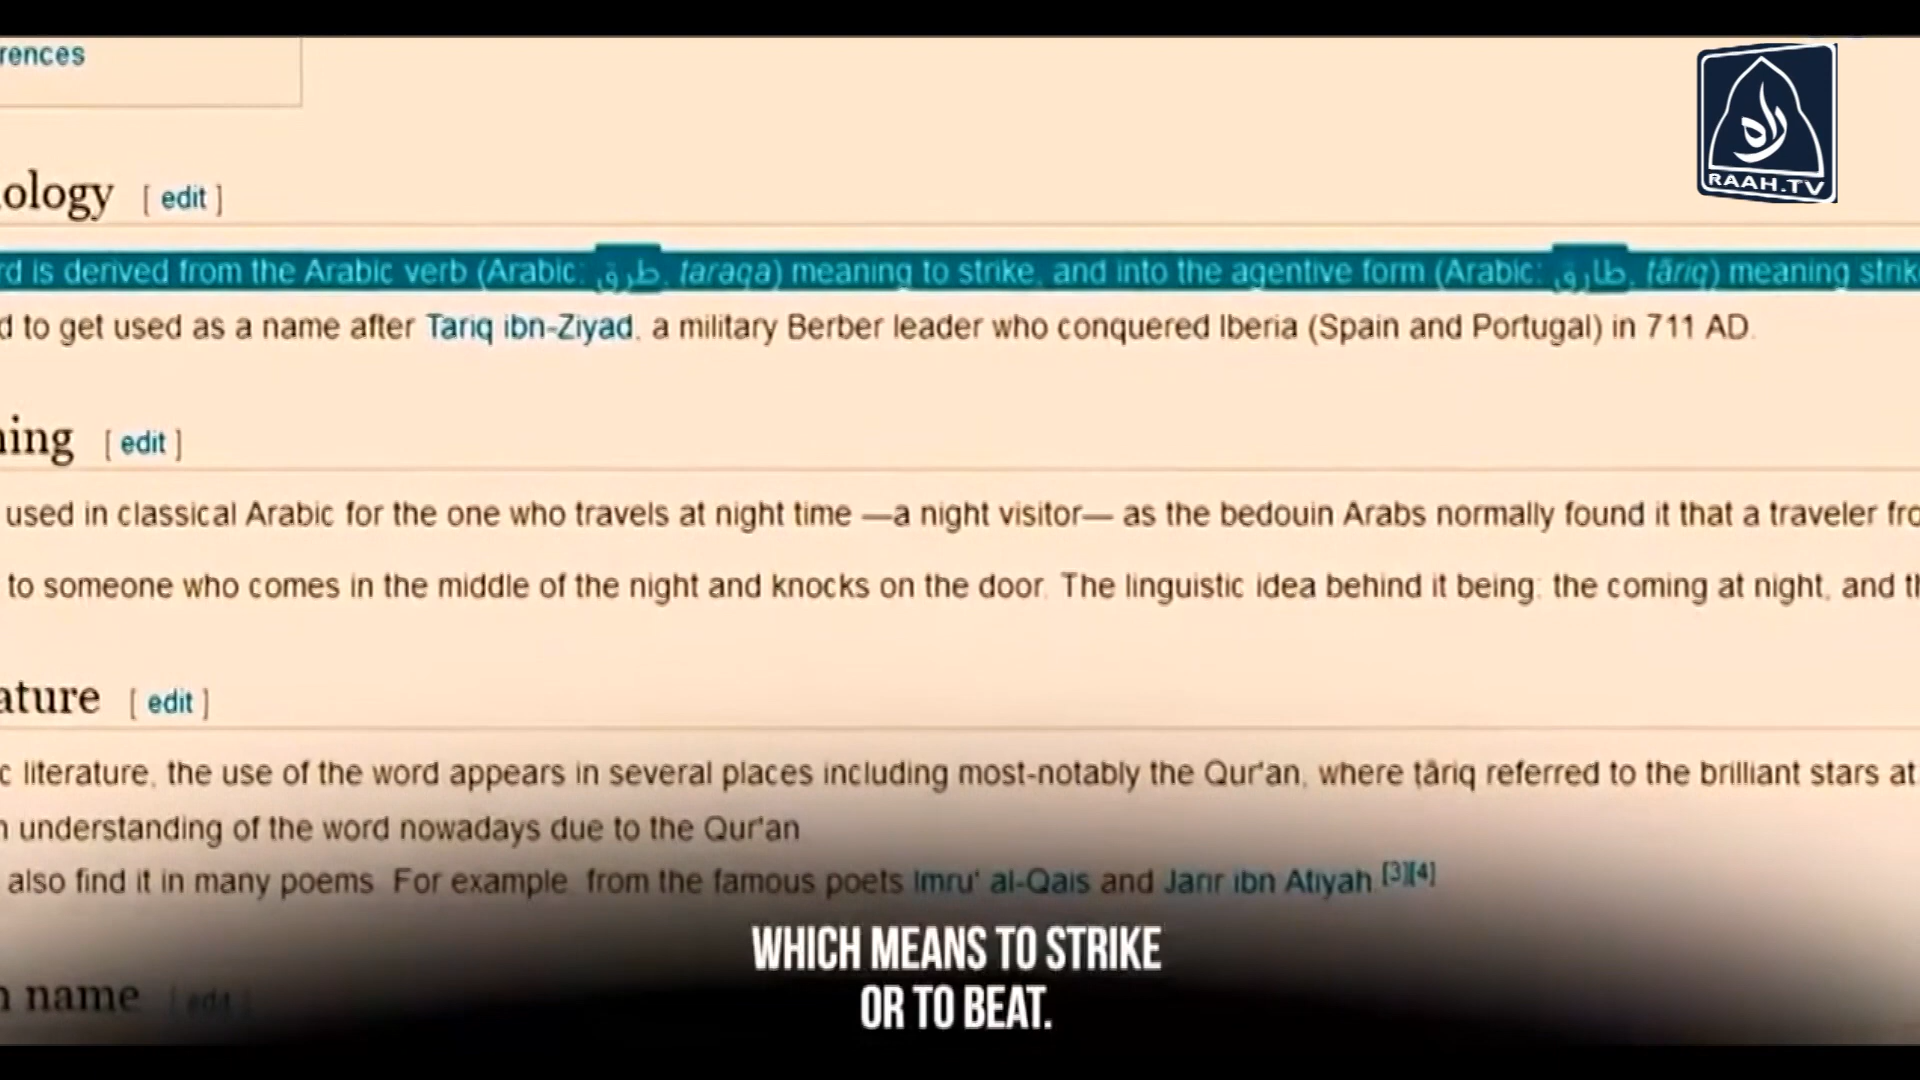 rences
RAAH.TV
ology [ edit ]
rd is derived from the Arabic verb (Arabic: طرق, taraqa) meaning to strike, and into the agentive form (Arabic: طارق, tāriq) meaning strik
d to get used as a name after Tariq ibn-Ziyad, a military Berber leader who conquered Iberia (Spain and Portugal) in 711 AD.
ning [ edit ]
used in classical Arabic for the one who travels at night time —a night visitor— as the bedouin Arabs normally found it that a traveler fro
to someone who comes in the middle of the night and knocks on the door. The linguistic idea behind it being: the coming at night, and th
ature [ edit ]
c literature, the use of the word appears in several places including most-notably the Qur'an, where ṭâriq referred to the brilliant stars at
n understanding of the word nowadays due to the Qur'an
also find it in many poems. For example, from the famous poets Imru' al-Qais and Jarir ibn Atiyah.[3][4]
n name [ edit ]
WHICH MEANS TO STRIKE
OR TO BEAT.